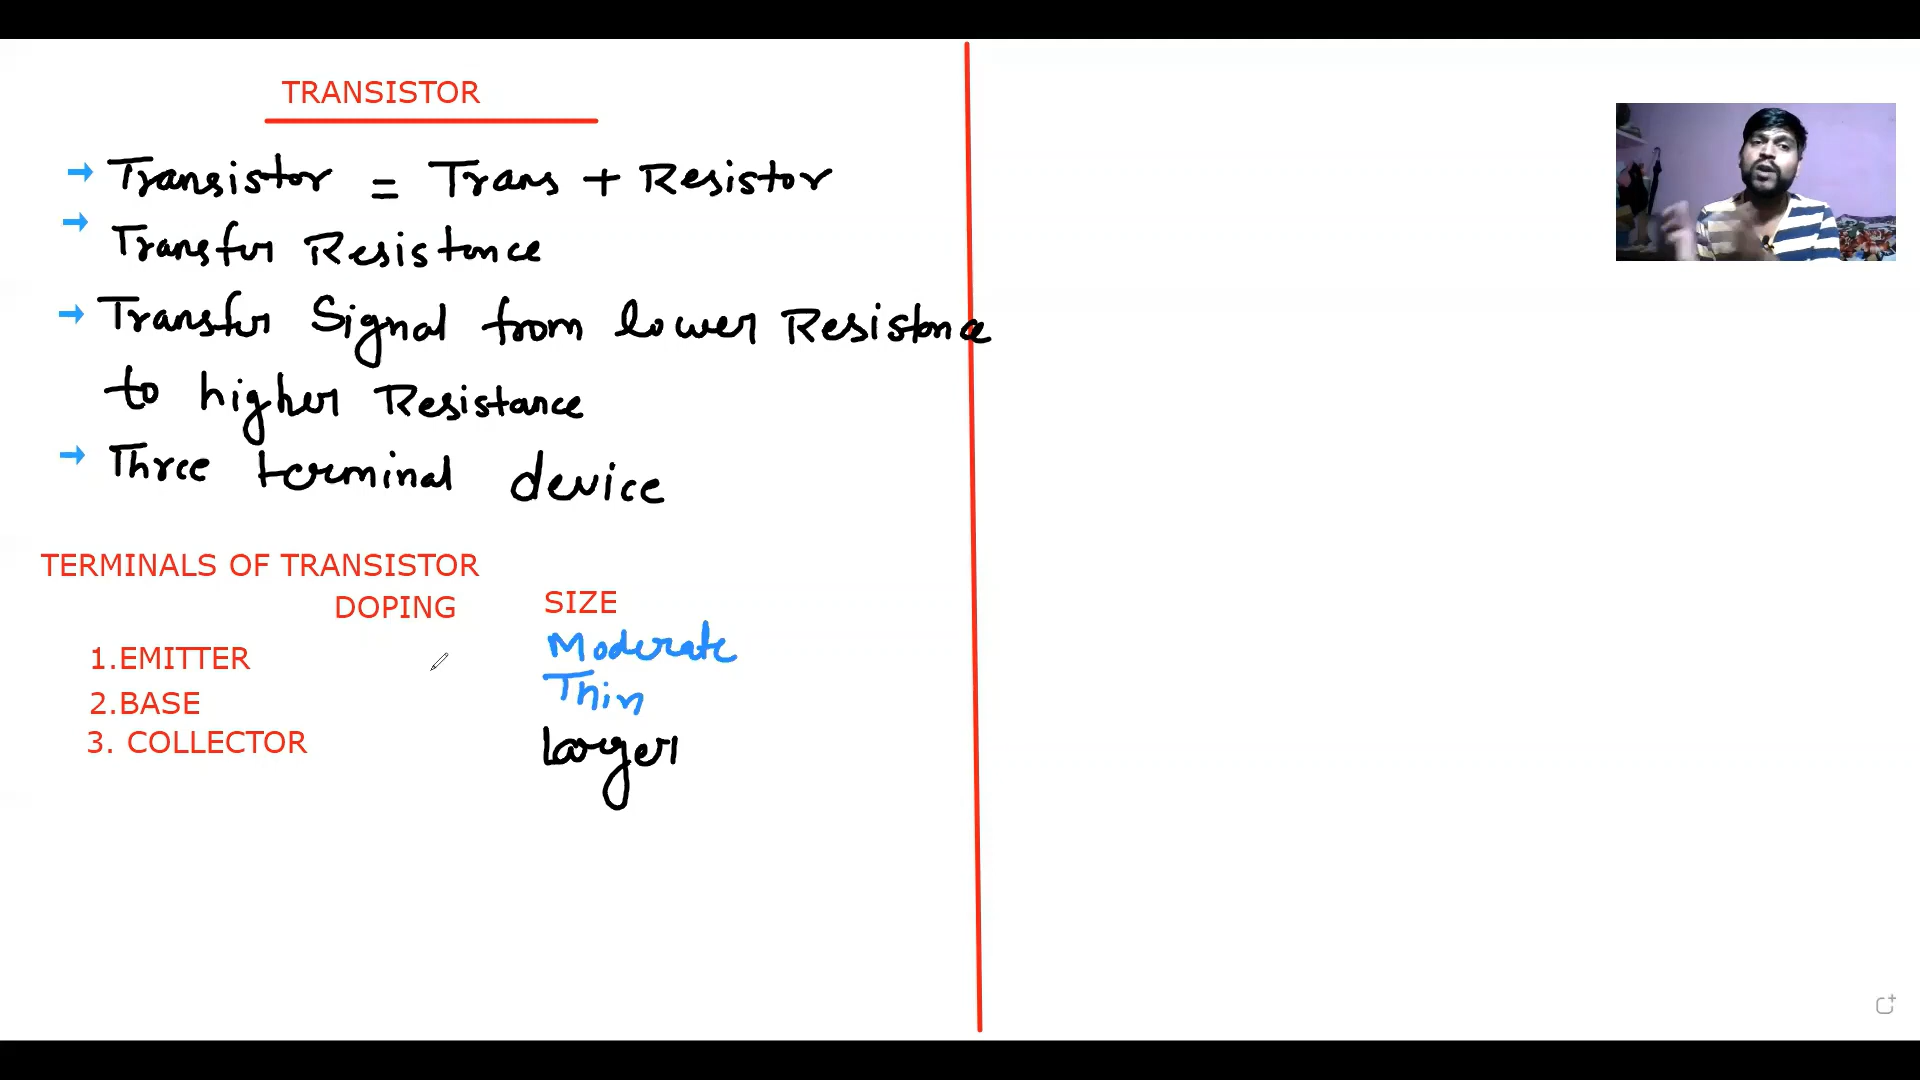 TRANSISTOR
→ Transistor = Trans + Resistor
→ Transfer Resistance
→ Transfer Signal from lower Resistance
to higher Resistance
→ Three terminal device
TERMINALS OF TRANSISTOR
DOPING SIZE
1.EMITTER Moderate
2.BASE Thin
3. COLLECTOR Larger